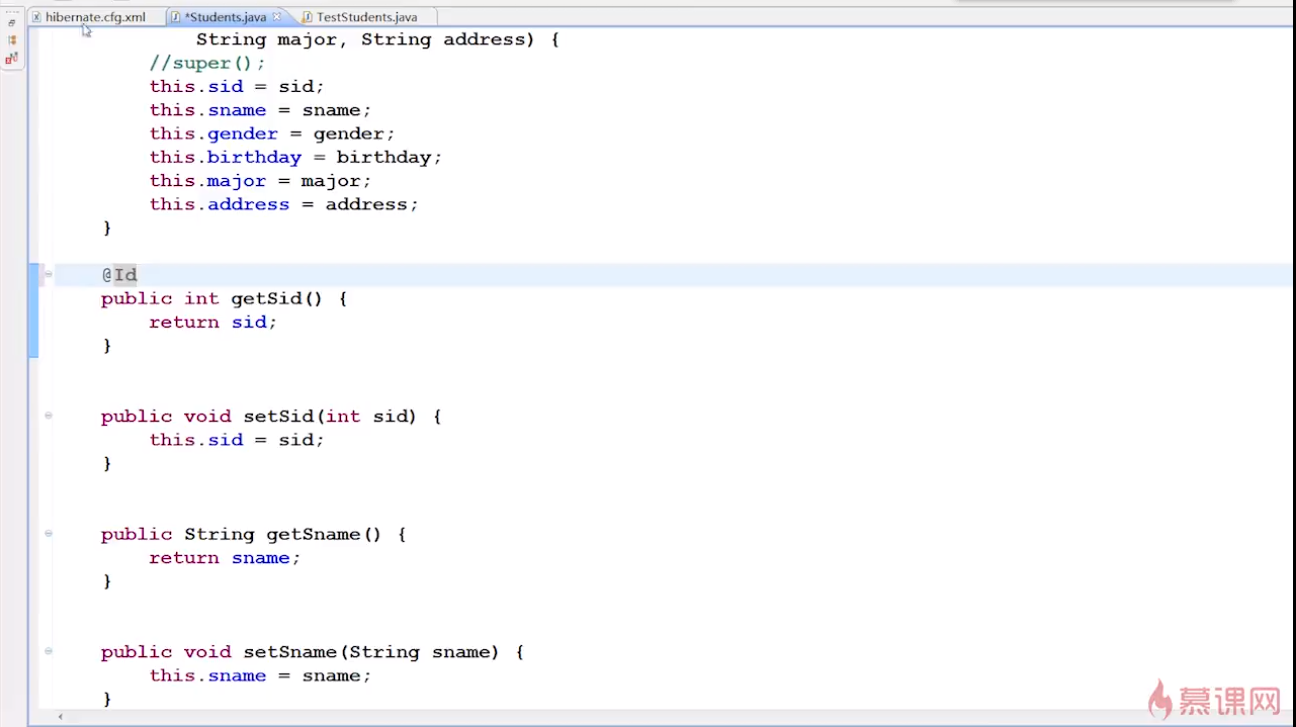 hibernate.cfg.xml *Students.java TestStudents.java
String major, String address) {
//super();
this.sid = sid;
this.sname = sname;
this.gender = gender;
this.birthday = birthday;
this.major = major;
this.address = address;
}
@Id
public int getSid() {
return sid;
}
public void setSid(int sid) {
this.sid = sid;
}
public String getSname() {
return sname;
}
public void setSname(String sname) {
this.sname = sname;
}
慕课网